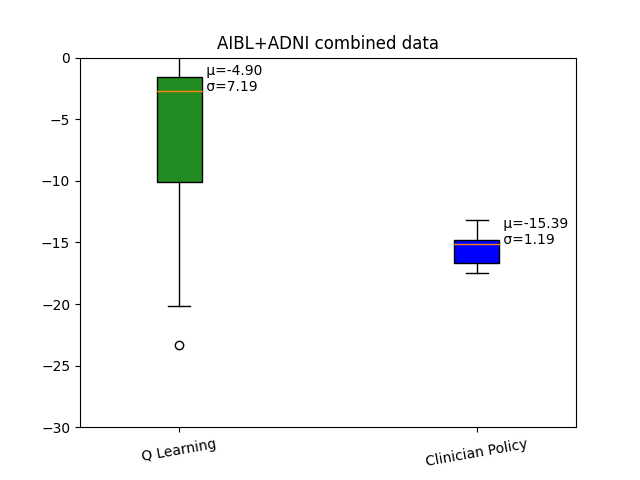 AIBL+ADNI combined data
0
−5
−10
−15
−20
−25
−30
μ=-4.90
σ=7.19
μ=-15.39
σ=1.19
Q Learning
Clinician Policy